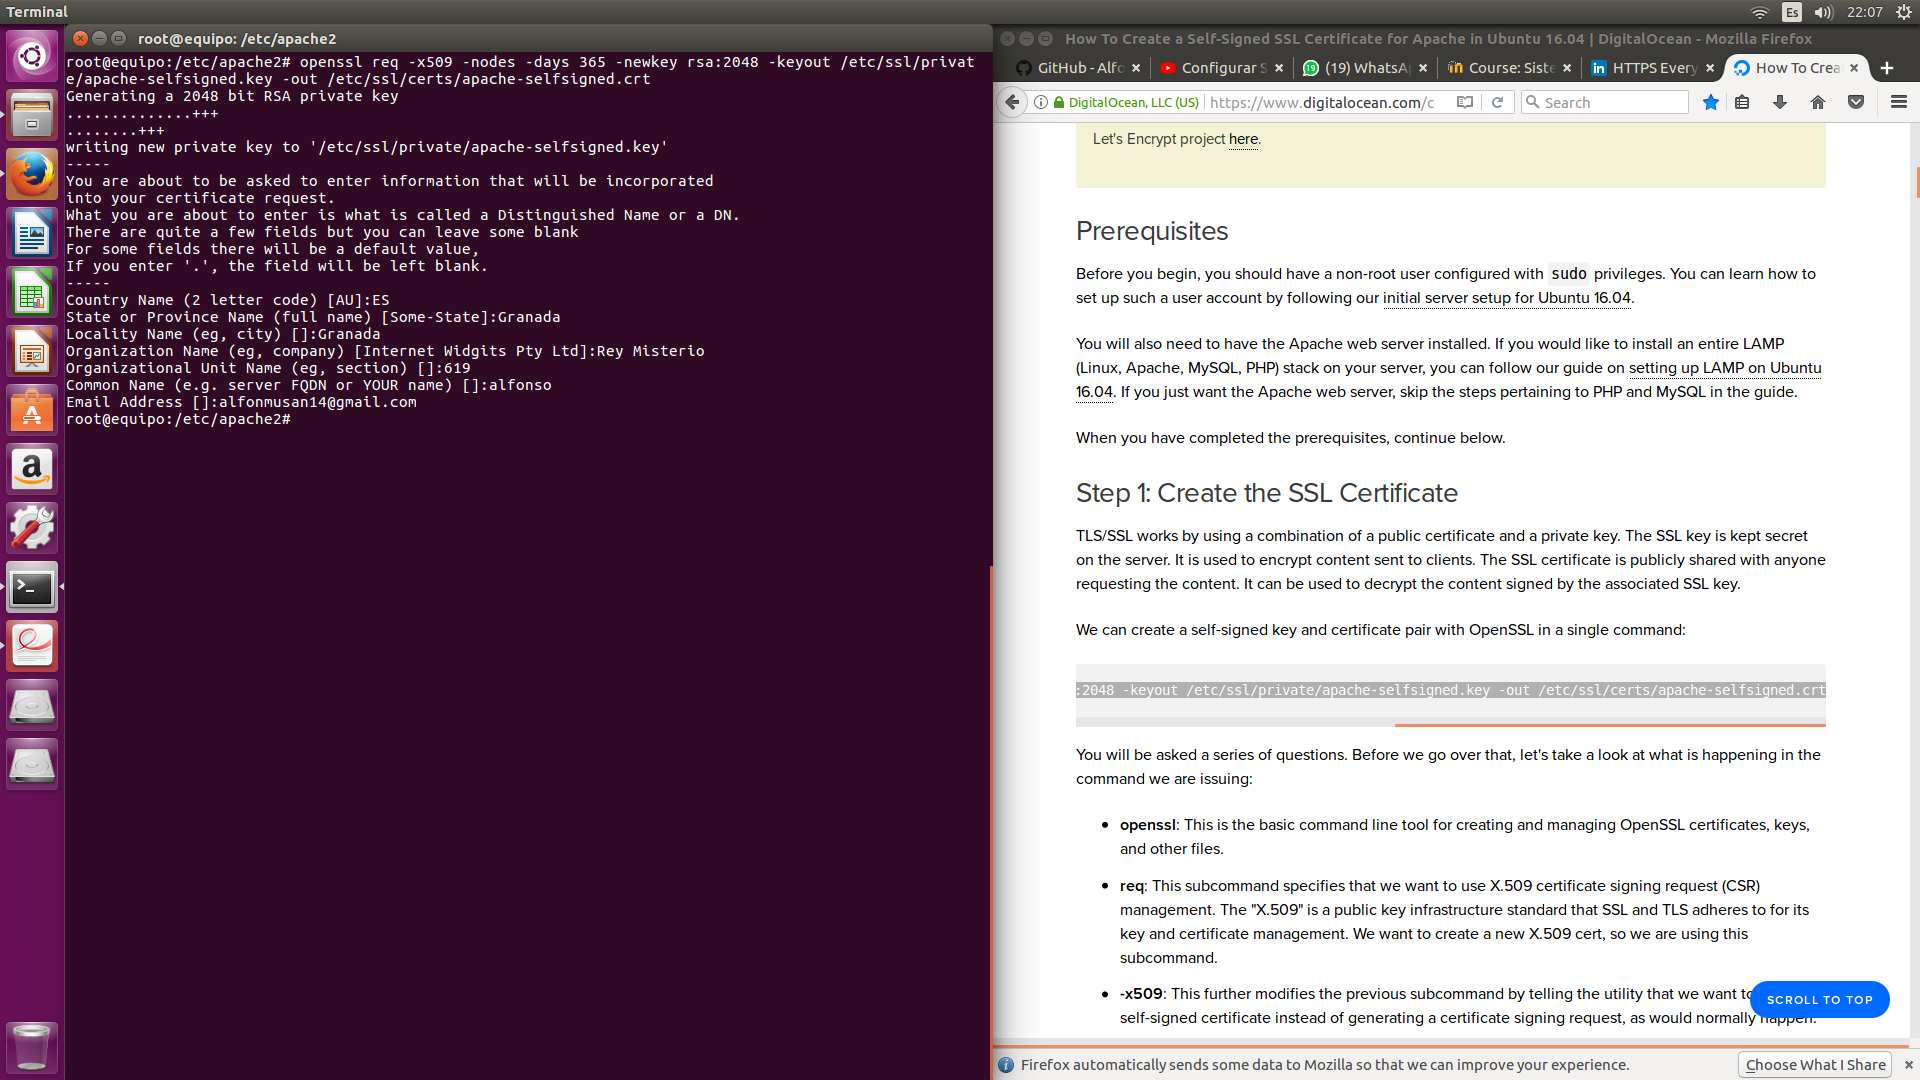 Terminal
Es
22:07
root@equipo: /etc/apache2
root@equipo:/etc/apache2# openssl req -x509 -nodes -days 365 -newkey rsa:2048 -keyout /etc/ssl/privat
e/apache-selfsigned.key -out /etc/ssl/certs/apache-selfsigned.crt
Generating a 2048 bit RSA private key
..............+++
........+++
writing new private key to '/etc/ssl/private/apache-selfsigned.key'
-----
You are about to be asked to enter information that will be incorporated
into your certificate request.
What you are about to enter is what is called a Distinguished Name or a DN.
There are quite a few fields but you can leave some blank
For some fields there will be a default value,
If you enter '.', the field will be left blank.
-----
Country Name (2 letter code) [AU]:ES
State or Province Name (full name) [Some-State]:Granada
Locality Name (eg, city) []:Granada
Organization Name (eg, company) [Internet Widgits Pty Ltd]:Rey Misterio
Organizational Unit Name (eg, section) []:619
Common Name (e.g. server FQDN or YOUR name) []:alfonso
Email Address []:alfonmusan14@gmail.com
root@equipo:/etc/apache2#
How To Create a Self-Signed SSL Certificate for Apache in Ubuntu 16.04 | DigitalOcean - Mozilla Firefox
GitHub - Alfo
Configurar S
(19) WhatsA
Course: Siste
HTTPS Every
How To Crea
DigitalOcean, LLC (US)
https://www.digitalocean.com/c
Search
Let's Encrypt project here.
Prerequisites
Before you begin, you should have a non-root user configured with sudo privileges. You can learn how to
set up such a user account by following our initial server setup for Ubuntu 16.04.
You will also need to have the Apache web server installed. If you would like to install an entire LAMP
(Linux, Apache, MySQL, PHP) stack on your server, you can follow our guide on setting up LAMP on Ubuntu
16.04. If you just want the Apache web server, skip the steps pertaining to PHP and MySQL in the guide.
When you have completed the prerequisites, continue below.
Step 1: Create the SSL Certificate
TLS/SSL works by using a combination of a public certificate and a private key. The SSL key is kept secret
on the server. It is used to encrypt content sent to clients. The SSL certificate is publicly shared with anyone
requesting the content. It can be used to decrypt the content signed by the associated SSL key.
We can create a self-signed key and certificate pair with OpenSSL in a single command:
:2048 -keyout /etc/ssl/private/apache-selfsigned.key -out /etc/ssl/certs/apache-selfsigned.crt
You will be asked a series of questions. Before we go over that, let's take a look at what is happening in the
command we are issuing:
• openssl: This is the basic command line tool for creating and managing OpenSSL certificates, keys,
and other files.
• req: This subcommand specifies that we want to use X.509 certificate signing request (CSR)
management. The "X.509" is a public key infrastructure standard that SSL and TLS adheres to for its
key and certificate management. We want to create a new X.509 cert, so we are using this
subcommand.
• -x509: This further modifies the previous subcommand by telling the utility that we want to
SCROLL TO TOP
self-signed certificate instead of generating a certificate signing request, as would normally happen.
Firefox automatically sends some data to Mozilla so that we can improve your experience.
Choose What I Share